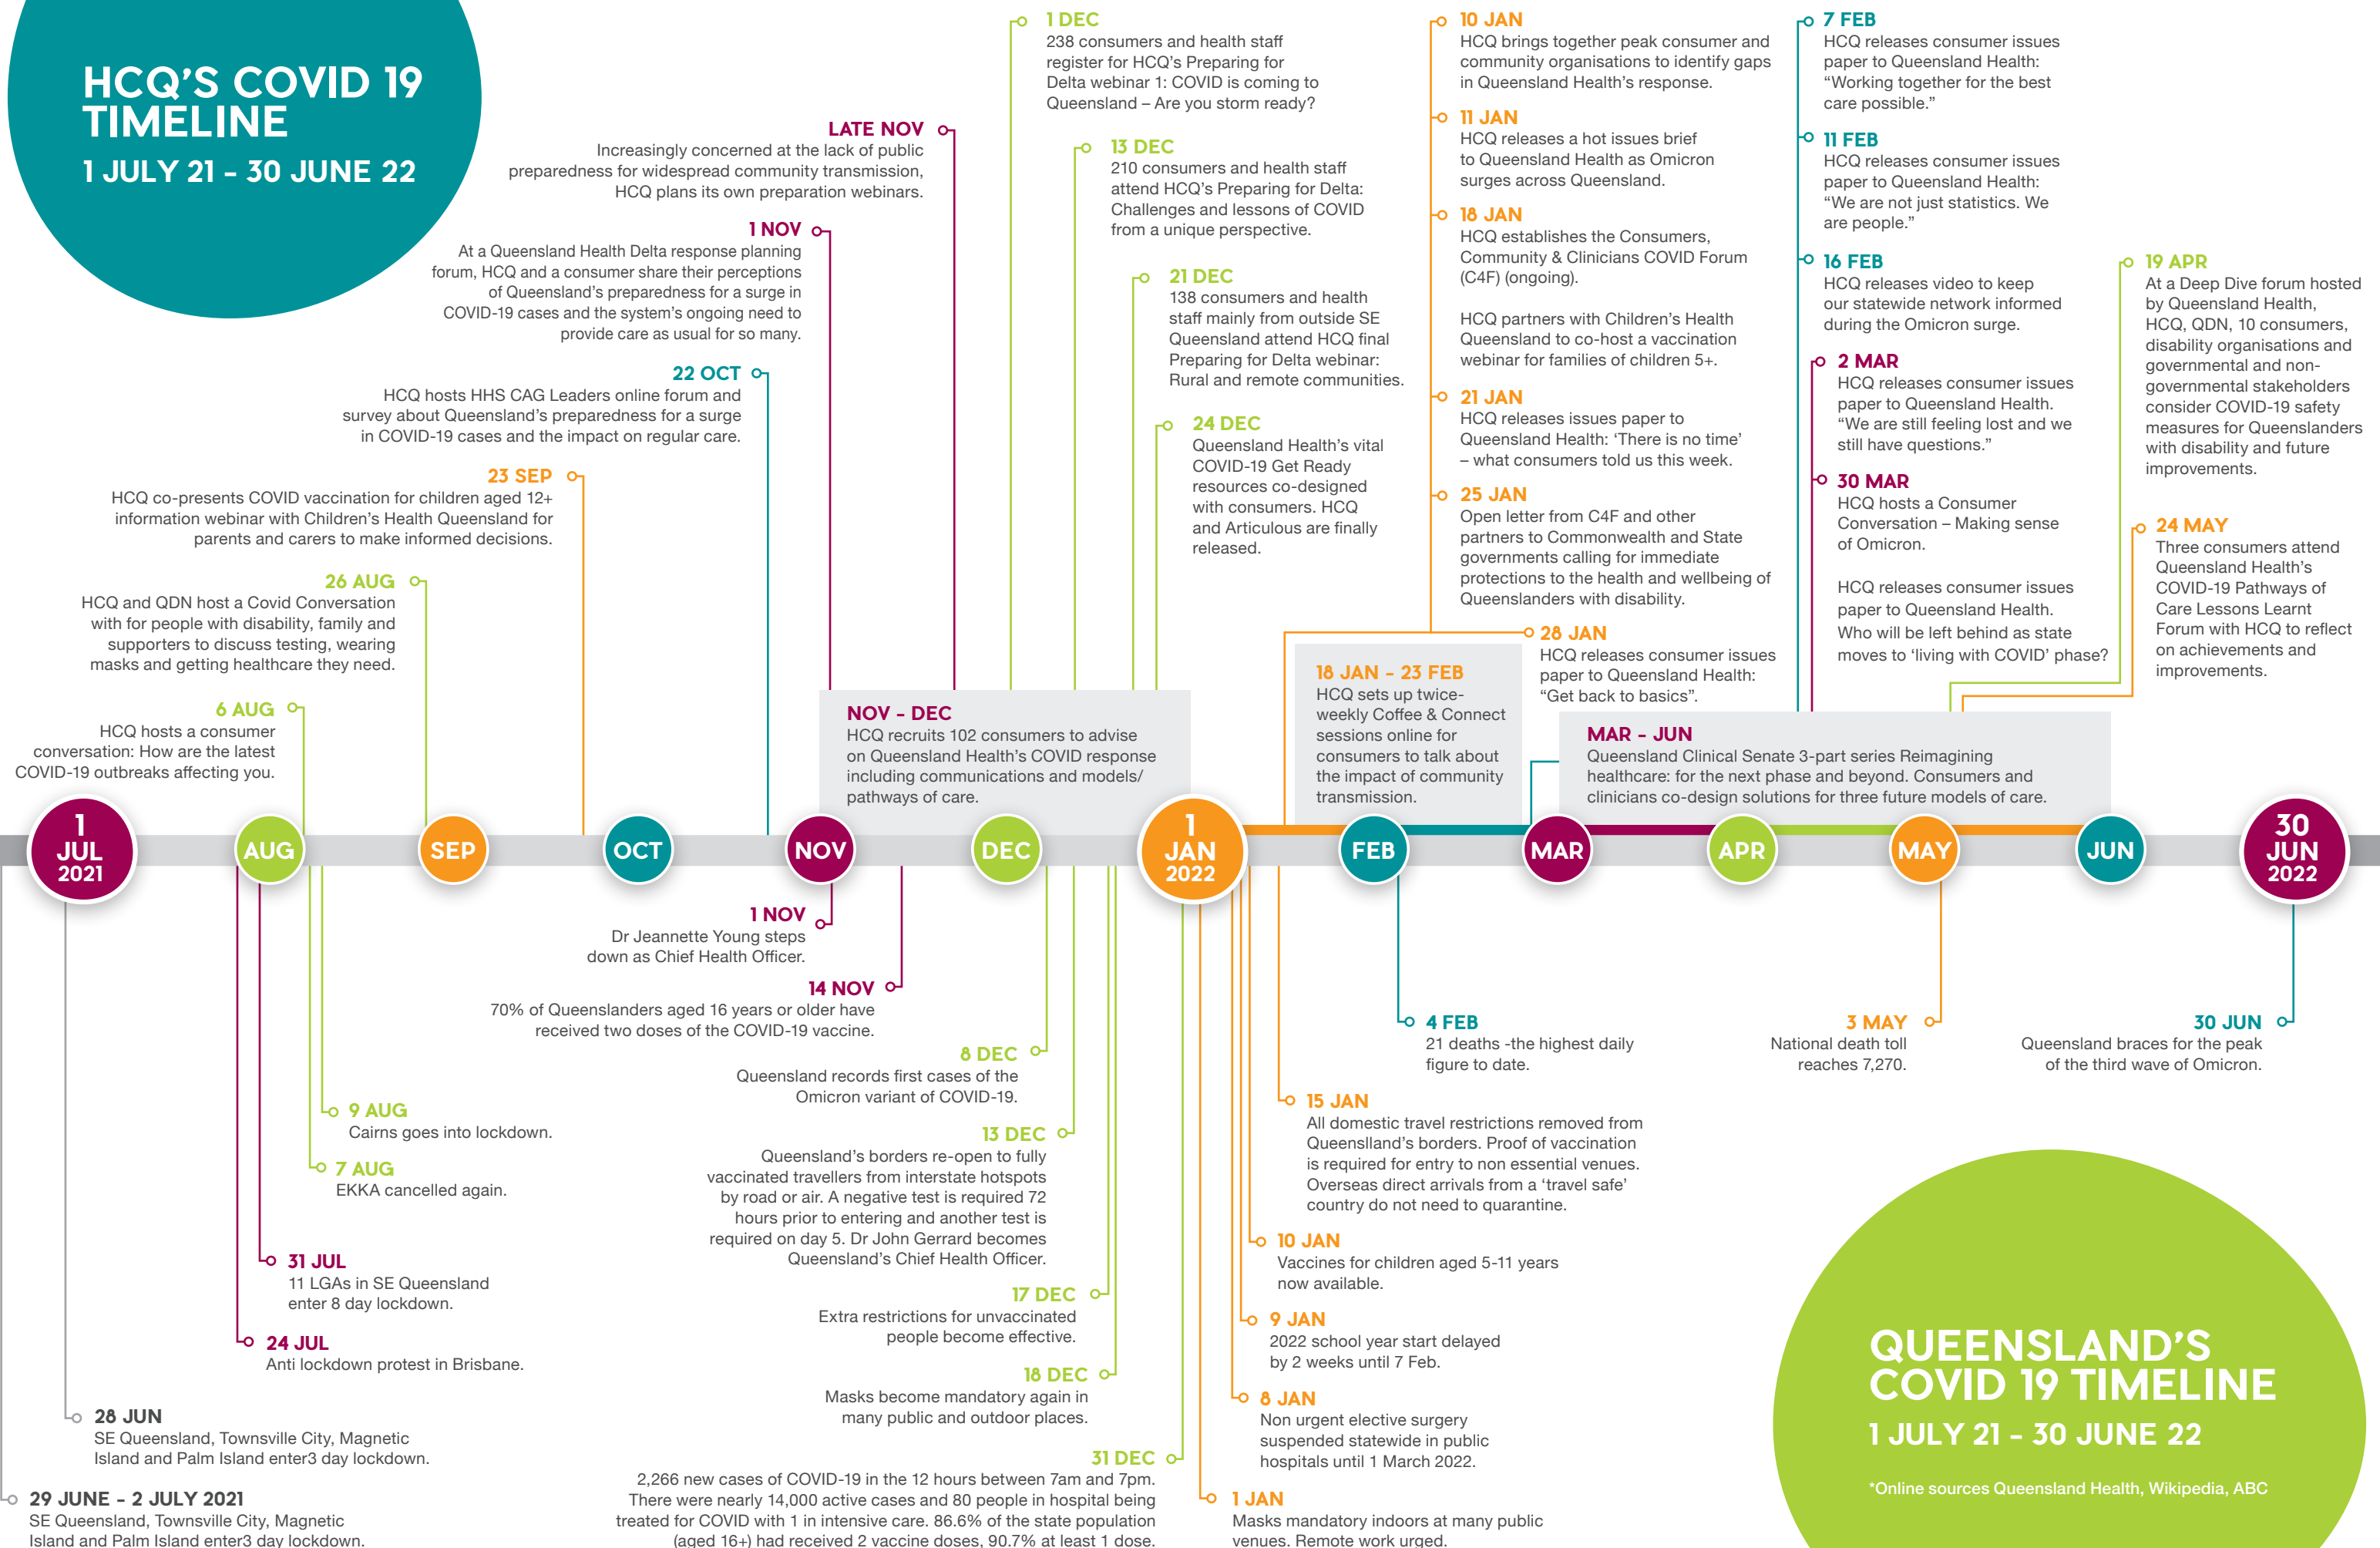 HCQ'S COVID 19
TIMELINE
1 JULY 21 - 30 JUNE 22
6 AUG
HCQ hosts a consumer
conversation: How are the latest
COVID-19 outbreaks affecting you.
26 AUG
HCQ and QDN host a Covid Conversation
with for people with disability, family and
supporters to discuss testing, wearing
masks and getting healthcare they need.
23 SEP
HCQ co-presents COVID vaccination for children aged 12+
information webinar with Children's Health Queensland for
parents and carers to make informed decisions.
22 OCT
HCQ hosts HHS CAG Leaders online forum and
survey about Queensland's preparedness for a surge
in COVID-19 cases and the impact on regular care.
1 NOV
At a Queensland Health Delta response planning
forum, HCQ and a consumer share their perceptions
of Queensland's preparedness for a surge in
COVID-19 cases and the system's ongoing need to
provide care as usual for so many.
LATE NOV
Increasingly concerned at the lack of public
preparedness for widespread community transmission,
HCQ plans its own preparation webinars.
1 DEC
238 consumers and health staff
register for HCQ's Preparing for
Delta webinar 1: COVID is coming to
Queensland – Are you storm ready?
13 DEC
210 consumers and health staff
attend HCQ's Preparing for Delta:
Challenges and lessons of COVID
from a unique perspective.
21 DEC
138 consumers and health
staff mainly from outside SE
Queensland attend HCQ final
Preparing for Delta webinar:
Rural and remote communities.
24 DEC
Queensland Health's vital
COVID-19 Get Ready
resources co-designed
with consumers. HCQ
and Articulous are finally
released.
NOV - DEC
HCQ recruits 102 consumers to advise
on Queensland Health's COVID response
including communications and models/
pathways of care.
10 JAN
HCQ brings together peak consumer and
community organisations to identify gaps
in Queensland Health's response.
11 JAN
HCQ releases a hot issues brief
to Queensland Health as Omicron
surges across Queensland.
18 JAN
HCQ establishes the Consumers,
Community & Clinicians COVID Forum
(C4F) (ongoing).
HCQ partners with Children's Health
Queensland to co-host a vaccination
webinar for families of children 5+.
21 JAN
HCQ releases issues paper to
Queensland Health: 'There is no time'
– what consumers told us this week.
25 JAN
Open letter from C4F and other
partners to Commonwealth and State
governments calling for immediate
protections to the health and wellbeing of
Queenslanders with disability.
28 JAN
HCQ releases consumer issues
paper to Queensland Health:
“Get back to basics”.
18 JAN - 23 FEB
HCQ sets up twice-
weekly Coffee & Connect
sessions online for
consumers to talk about
the impact of community
transmission.
7 FEB
HCQ releases consumer issues
paper to Queensland Health:
“Working together for the best
care possible.”
11 FEB
HCQ releases consumer issues
paper to Queensland Health:
“We are not just statistics. We
are people.”
16 FEB
HCQ releases video to keep
our statewide network informed
during the Omicron surge.
2 MAR
HCQ releases consumer issues
paper to Queensland Health.
“We are still feeling lost and we
still have questions.”
30 MAR
HCQ hosts a Consumer
Conversation – Making sense
of Omicron.
HCQ releases consumer issues
paper to Queensland Health.
Who will be left behind as state
moves to 'living with COVID' phase?
19 APR
At a Deep Dive forum hosted
by Queensland Health,
HCQ, QDN, 10 consumers,
disability organisations and
governmental and non-
governmental stakeholders
consider COVID-19 safety
measures for Queenslanders
with disability and future
improvements.
24 MAY
Three consumers attend
Queensland Health's
COVID-19 Pathways of
Care Lessons Learnt
Forum with HCQ to reflect
on achievements and
improvements.
MAR - JUN
Queensland Clinical Senate 3-part series Reimagining
healthcare: for the next phase and beyond. Consumers and
clinicians co-design solutions for three future models of care.
1
JUL
2021
AUG
SEP
OCT
NOV
DEC
1
JAN
2022
FEB
MAR
APR
MAY
JUN
30
JUN
2022
29 JUNE - 2 JULY 2021
SE Queensland, Townsville City, Magnetic
Island and Palm Island enter3 day lockdown.
28 JUN
SE Queensland, Townsville City, Magnetic
Island and Palm Island enter3 day lockdown.
24 JUL
Anti lockdown protest in Brisbane.
31 JUL
11 LGAs in SE Queensland
enter 8 day lockdown.
7 AUG
EKKA cancelled again.
9 AUG
Cairns goes into lockdown.
1 NOV
Dr Jeannette Young steps
down as Chief Health Officer.
14 NOV
70% of Queenslanders aged 16 years or older have
received two doses of the COVID-19 vaccine.
8 DEC
Queensland records first cases of the
Omicron variant of COVID-19.
13 DEC
Queensland's borders re-open to fully
vaccinated travellers from interstate hotspots
by road or air. A negative test is required 72
hours prior to entering and another test is
required on day 5. Dr John Gerrard becomes
Queensland's Chief Health Officer.
17 DEC
Extra restrictions for unvaccinated
people become effective.
18 DEC
Masks become mandatory again in
many public and outdoor places.
31 DEC
2,266 new cases of COVID-19 in the 12 hours between 7am and 7pm.
There were nearly 14,000 active cases and 80 people in hospital being
treated for COVID with 1 in intensive care. 86.6% of the state population
(aged 16+) had received 2 vaccine doses, 90.7% at least 1 dose.
1 JAN
Masks mandatory indoors at many public
venues. Remote work urged.
8 JAN
Non urgent elective surgery
suspended statewide in public
hospitals until 1 March 2022.
9 JAN
2022 school year start delayed
by 2 weeks until 7 Feb.
10 JAN
Vaccines for children aged 5-11 years
now available.
15 JAN
All domestic travel restrictions removed from
Queenslland's borders. Proof of vaccination
is required for entry to non essential venues.
Overseas direct arrivals from a 'travel safe'
country do not need to quarantine.
4 FEB
21 deaths -the highest daily
figure to date.
3 MAY
National death toll
reaches 7,270.
30 JUN
Queensland braces for the peak
of the third wave of Omicron.
QUEENSLAND'S
COVID 19 TIMELINE
1 JULY 21 - 30 JUNE 22
*Online sources Queensland Health, Wikipedia, ABC